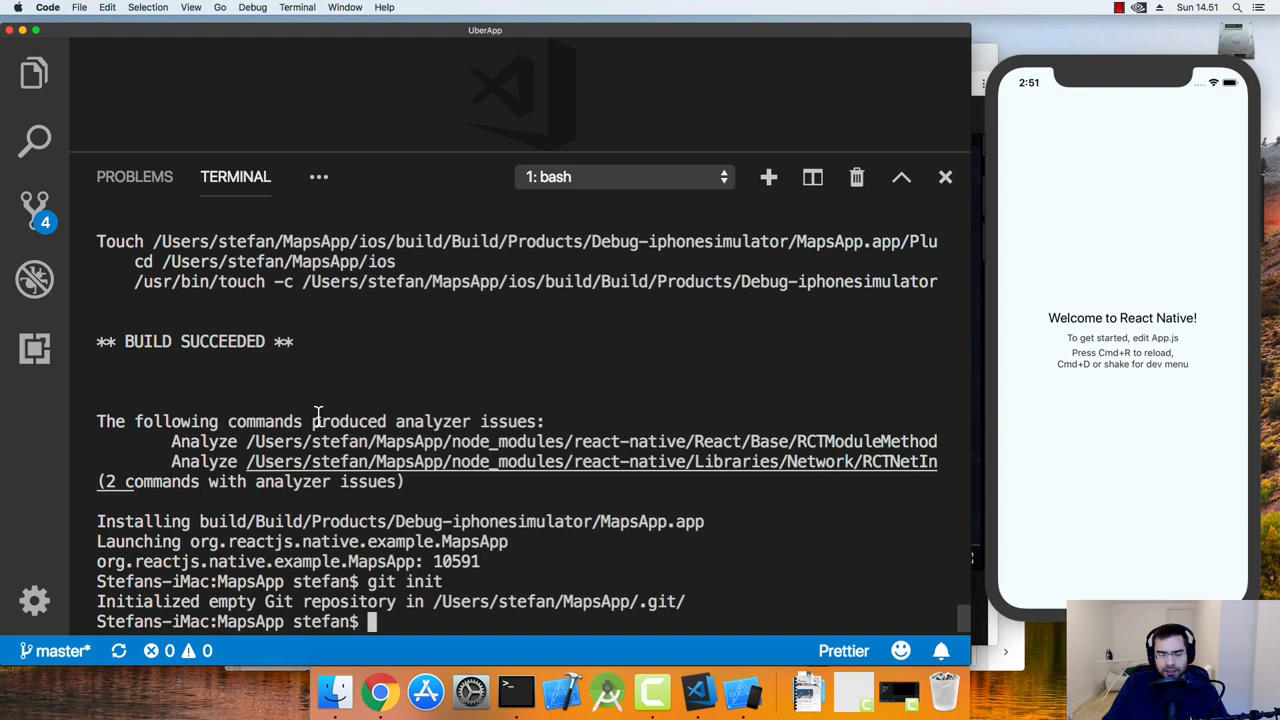 Code File Edit Selection View Go Debug Terminal Window Help Sun 14.51
UberApp
2:51
PROBLEMS TERMINAL ••• 1: bash
4
Touch /Users/stefan/MapsApp/ios/build/Build/Products/Debug-iphonesimulator/MapsApp.app/Plu
cd /Users/stefan/MapsApp/ios
/usr/bin/touch -c /Users/stefan/MapsApp/ios/build/Build/Products/Debug-iphonesimulator
** BUILD SUCCEEDED **
Welcome to React Native!
To get started, edit App.js
Press Cmd+R to reload,
Cmd+D or shake for dev menu
The following commands produced analyzer issues:
Analyze /Users/stefan/MapsApp/node_modules/react-native/React/Base/RCTModuleMethod
Analyze /Users/stefan/MapsApp/node_modules/react-native/Libraries/Network/RCTNetIn
(2 commands with analyzer issues)
Installing build/Build/Products/Debug-iphonesimulator/MapsApp.app
Launching org.reactjs.native.example.MapsApp
org.reactjs.native.example.MapsApp: 10591
Stefans-iMac:MapsApp stefan$ git init
Initialized empty Git repository in /Users/stefan/MapsApp/.git/
Stefans-iMac:MapsApp stefan$
master* 0 0 Prettier